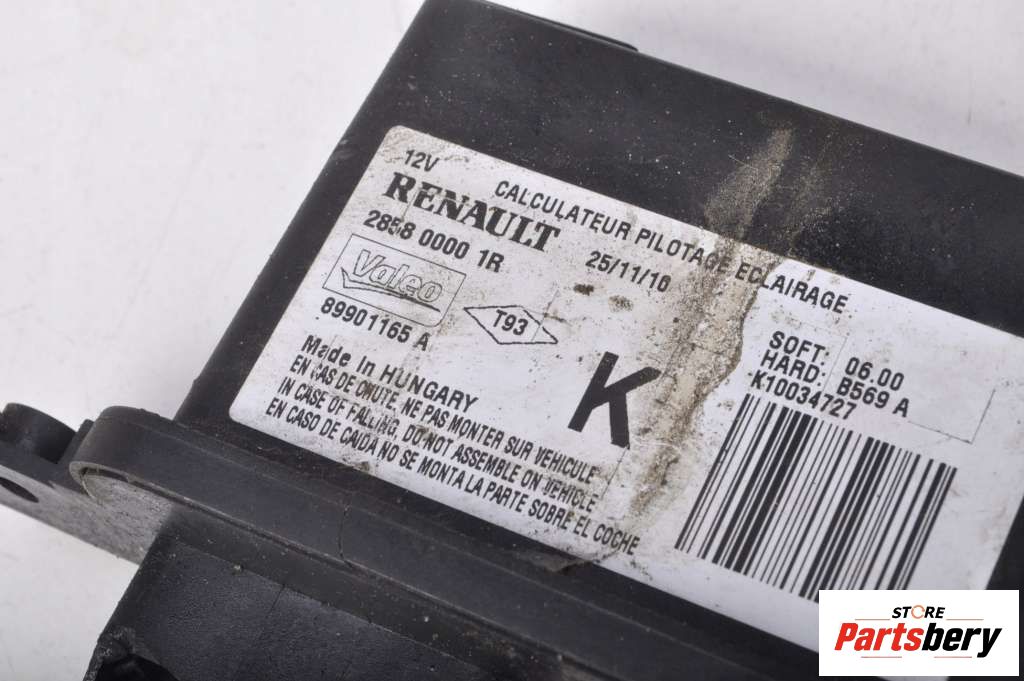 12V
CALCULATEUR PILOTAGE ECLAIRAGE
RENAULT
2858 0000 1R
25/11/10
Valeo
T93
89901165 A
K
SOFT: 06.00
HARD: B569 A
K10034727
Made in HUNGARY
EN CAS DE CHUTE, NE PAS MONTER SUR VEHICULE
IN CASE OF FALLING, DO NOT ASSEMBLE ON VEHICLE
EN CASO DE CAIDA NO SE MONTA LA PARTE SOBRE EL COCHE
STORE
Partsbery